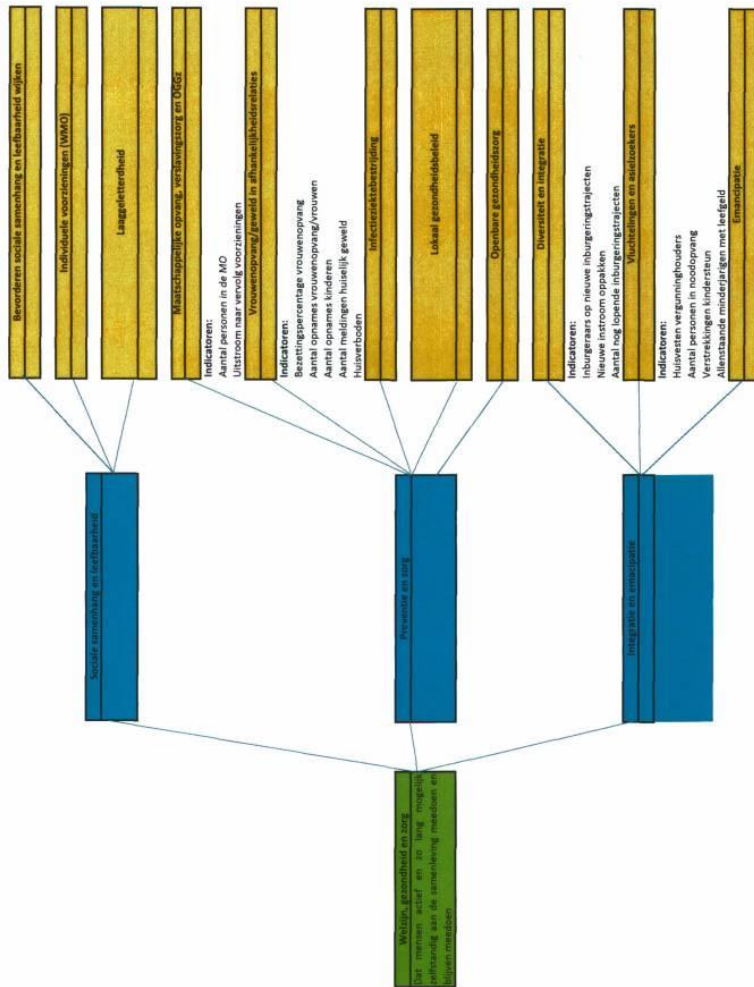 Welzijn, gezondheid en zorg
Dat mensen actief en zo lang mogelijk
zelfstandig aan de samenleving meedoen en
blijven meedoen
Sociale samenhang en leefbaarheid
Preventie en zorg
Integratie en emacipatie
Bevorderen sociale samenhang en leefbaarheid wijken
Individuele voorzieningen (WMO)
Laaggeletterdheid
Maatschappelijke opvang, verslavingszorg en OGGz
Indicatoren:
Aantal personen in de MO
Uitstroom naar vervolg voorzieningen
Vrouwenopvang/geweld in afhankelijkheidsrelaties
Indicatoren:
Bezettingspercentage vrouwenopvang
Aantal opnames vrouwenopvang/vrouwen
Aantal opnames kinderen
Aantal meldingen huiselijk geweld
Huisverboden
Infectieziektebestrijding
Lokaal gezondheidsbeleid
Openbare gezondheidszorg
Diversiteit en integratie
Indicatoren:
Inburgeraars op nieuwe inburgeringstrajecten
Nieuwe instroom oppakken
Aantal nog lopende inburgeringstrajecten
Vluchtelingen en asielzoekers
Indicatoren:
Huisvesten vergunninghouders
Aantal personen in noodopvang
Verstrekkingen kindersteun
Allenstaande minderjarigen met leefgeld
Emancipatie